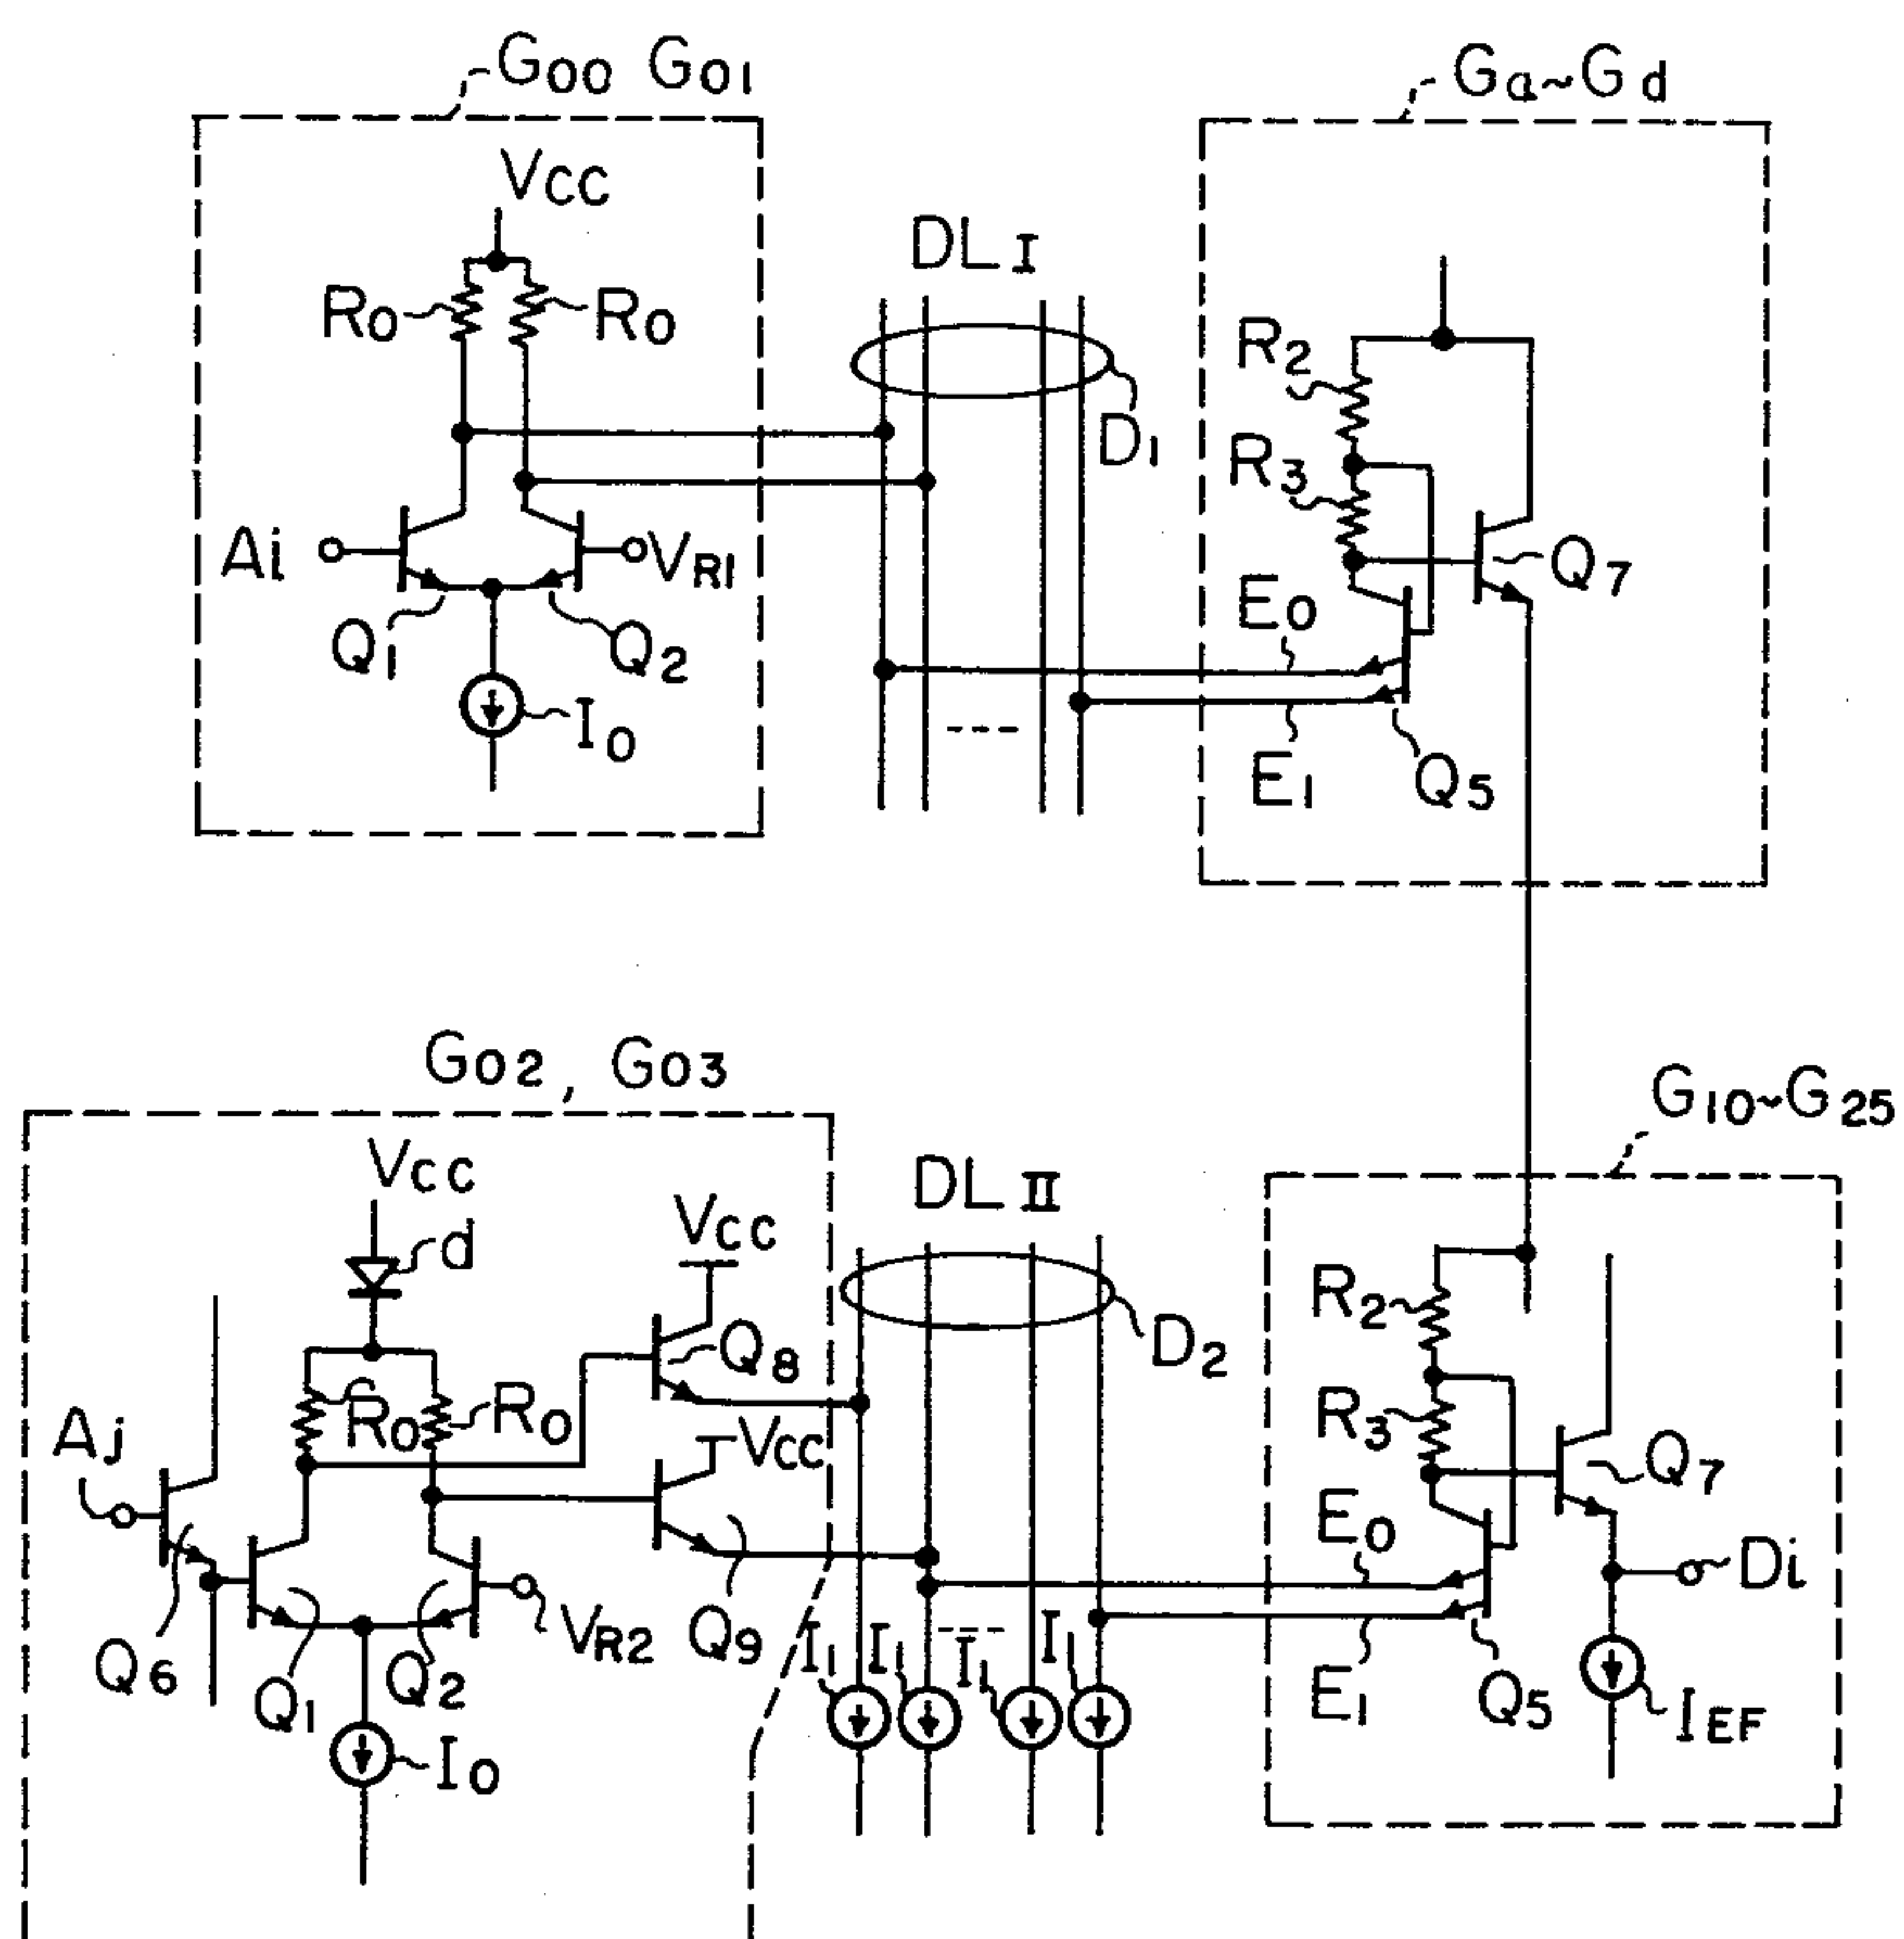 G00 G01
Ga~Gd
VCC
DL I
R0
R0
D1
R2
R3
Ai
VR1
Q7
Q1
Q2
E0
I0
E1
Q5
G02, G03
G10~G25
VCC
d
VCC
DL II
R2
Q8
D2
Aj
R0
R0
VCC
R3
Q7
E0
Di
Q6
Q1
Q2
VR2
Q9
I1
I1
I1
I1
E1
Q5
IEF
I0